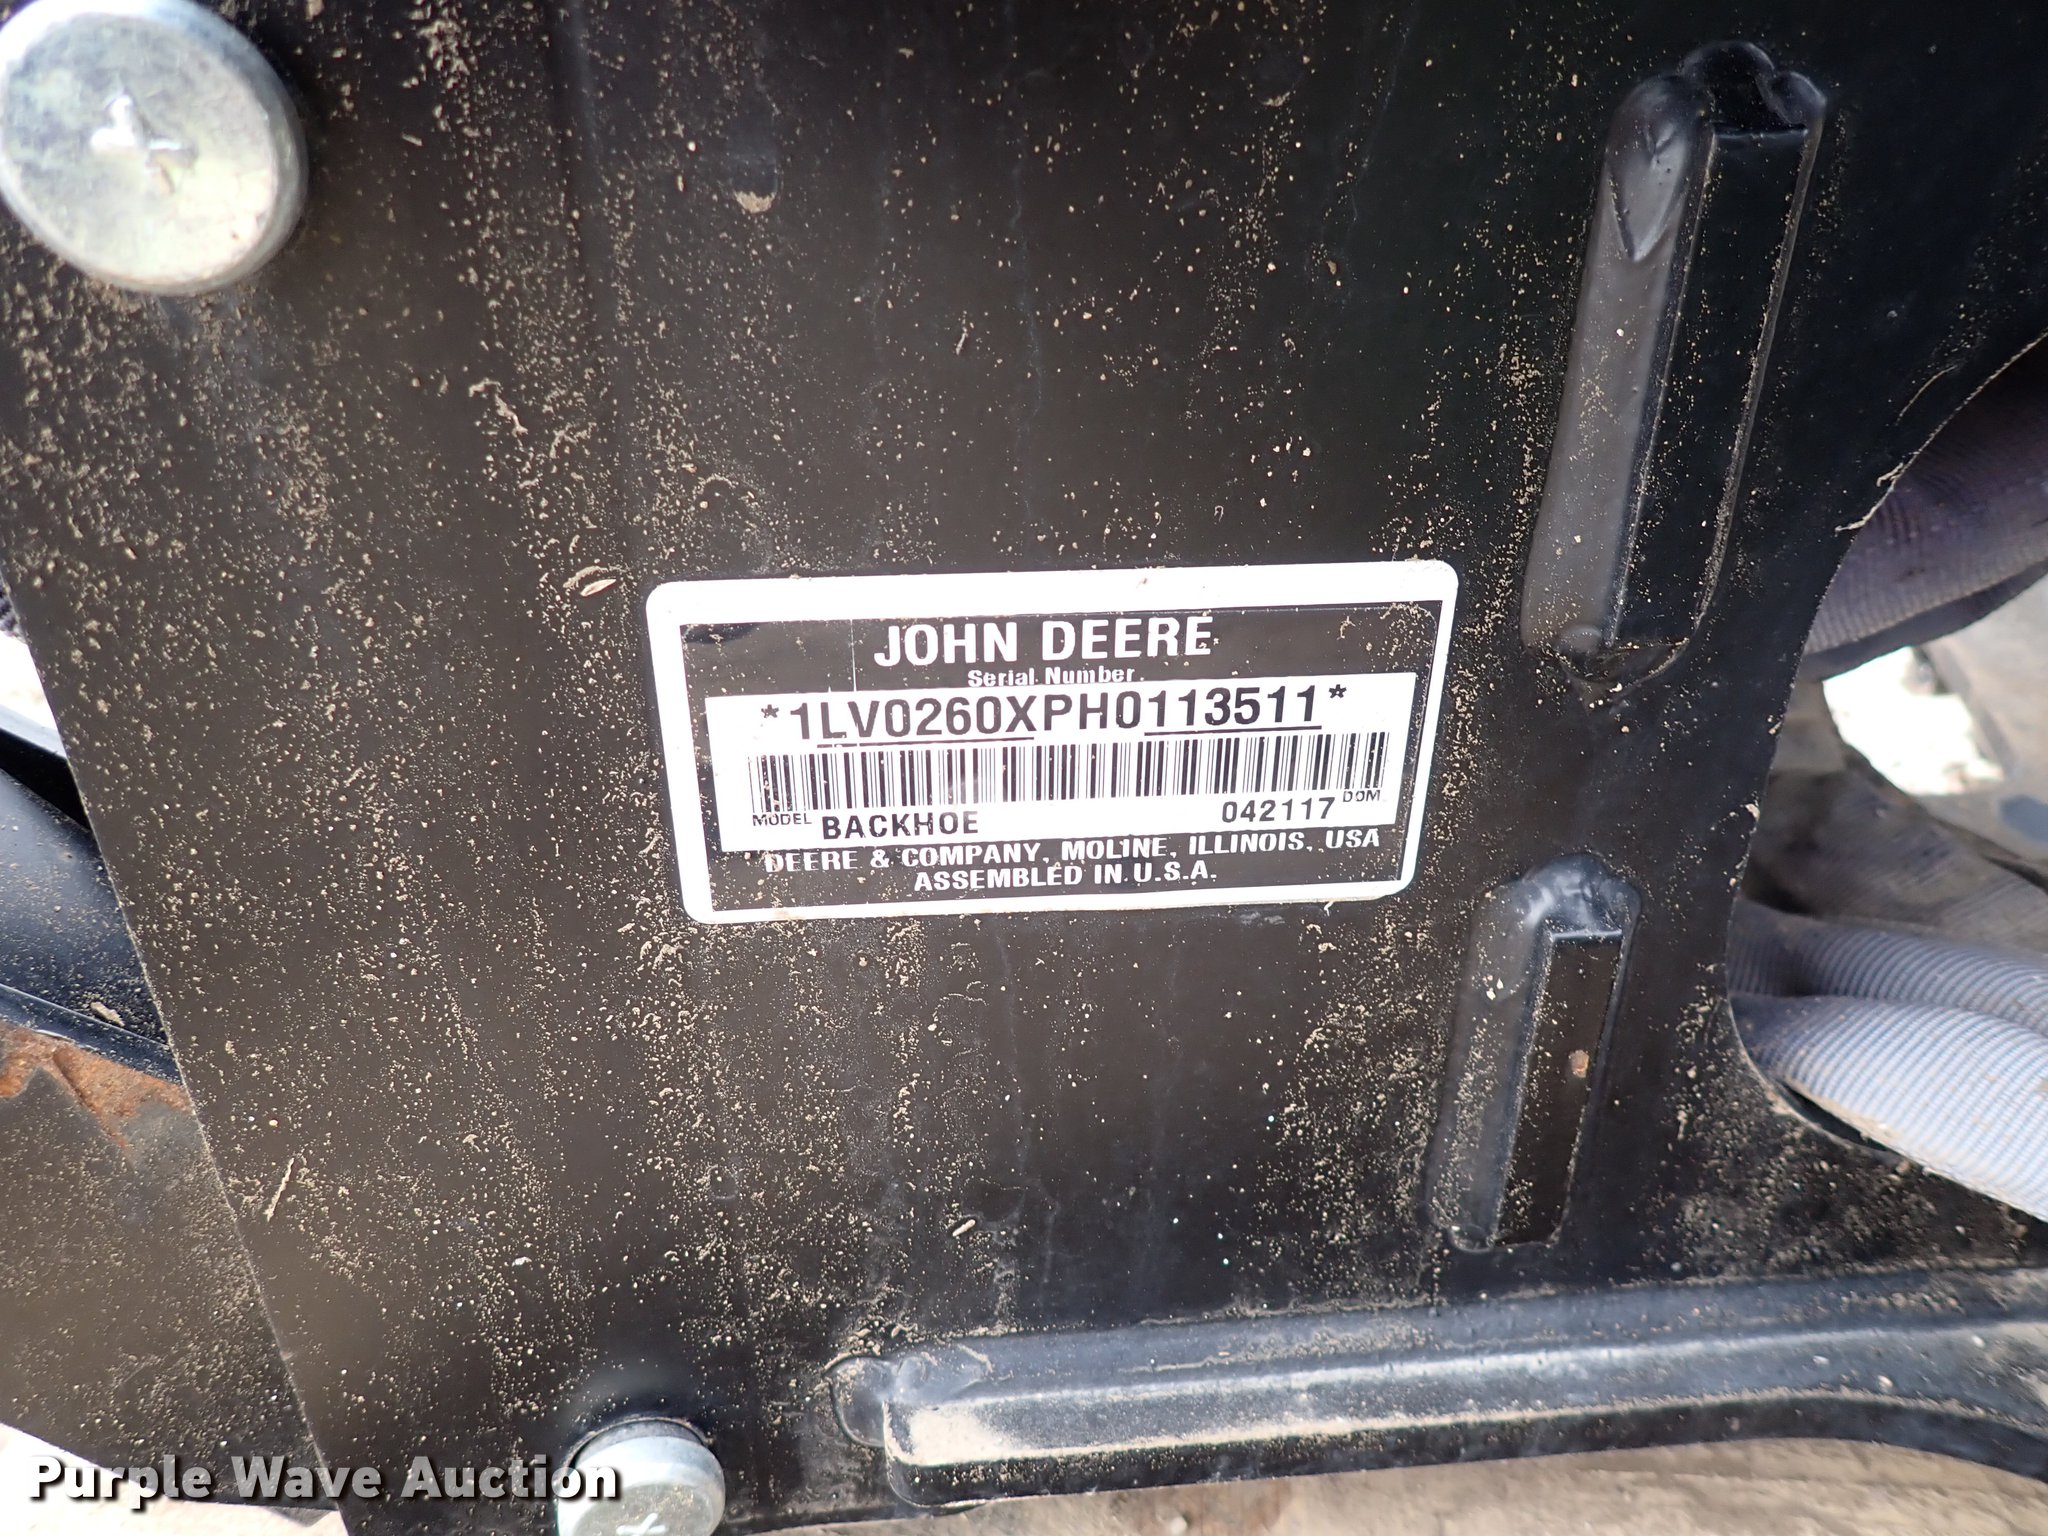 JOHN DEERE
Serial Number
*1LV0260XPH0113511*
MODEL BACKHOE 042117 DOM
DEERE & COMPANY, MOLINE, ILLINOIS, USA
ASSEMBLED IN U.S.A.
Purple Wave Auction